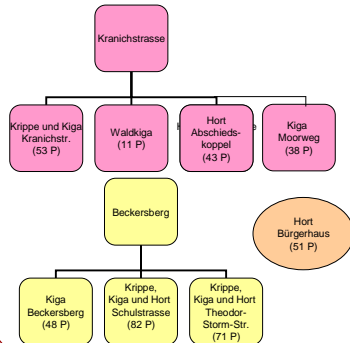 Kranichstrasse
Krippe und Kiga
Kranichstr.
(53 P)
Waldkiga
(11 P)
Hort
Abschieds-
koppel
(43 P)
Kiga
Moorweg
(38 P)
Beckersberg
Hort
Bürgerhaus
(51 P)
Kiga
Beckersberg
(48 P)
Krippe,
Kiga und Hort
Schulstrasse
(82 P)
Krippe,
Kiga und Hort
Theodor-
Storm-Str.
(71 P)